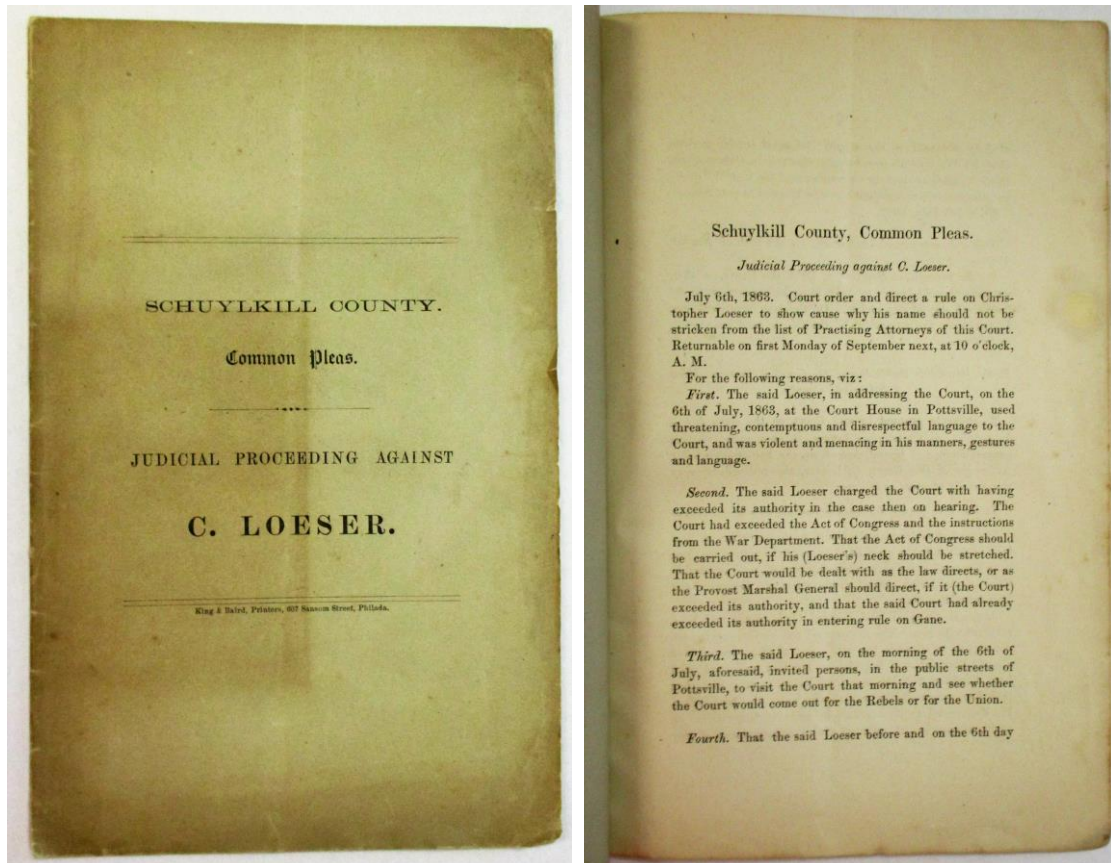 SCHUYLKILL COUNTY.
Common Pleas.
JUDICIAL PROCEEDING AGAINST
C. LOESER.
King & Baird, Printers, 607 Sansom Street, Philada.
Schuylkill County, Common Pleas.
Judicial Proceeding against C. Loeser.
July 6th, 1863. Court order and direct a rule on Chris-
topher Loeser to show cause why his name should not be
stricken from the list of Practising Attorneys of this Court.
Returnable on first Monday of September next, at 10 o'clock,
A. M.
For the following reasons, viz:
First. The said Loeser, in addressing the Court, on the
6th of July, 1863, at the Court House in Pottsville, used
threatening, contemptuous and disrespectful language to the
Court, and was violent and menacing in his manners, gestures
and language.
Second. The said Loeser charged the Court with having
exceeded its authority in the case then on hearing. The
Court had exceeded the Act of Congress and the instructions
from the War Department. That the Act of Congress should
be carried out, if his (Loeser's) neck should be stretched.
That the Court would be dealt with as the law directs, or as
the Provost Marshal General should direct, if it (the Court)
exceeded its authority, and that the said Court had already
exceeded its authority in entering rule on Gane.
Third. The said Loeser, on the morning of the 6th of
July, aforesaid, invited persons, in the public streets of
Pottsville, to visit the Court that morning and see whether
the Court would come out for the Rebels or for the Union.
Fourth. That the said Loeser before and on the 6th day